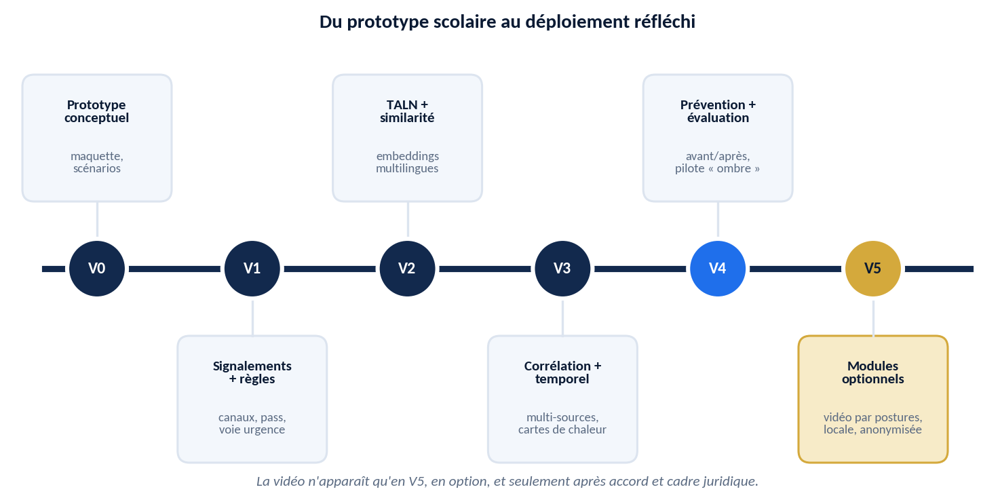 Du prototype scolaire au déploiement réfléchi
Prototype
conceptuel
maquette,
scénarios
TALN +
similarité
embeddings
multilingues
Prévention +
évaluation
avant/après,
pilote « ombre »
V0
V1
V2
V3
V4
V5
Signalements
+ règles
canaux, pass,
voie urgence
Corrélation +
temporel
multi-sources,
cartes de chaleur
Modules
optionnels
vidéo par postures,
locale, anonymisée
La vidéo n'apparaît qu'en V5, en option, et seulement après accord et cadre juridique.